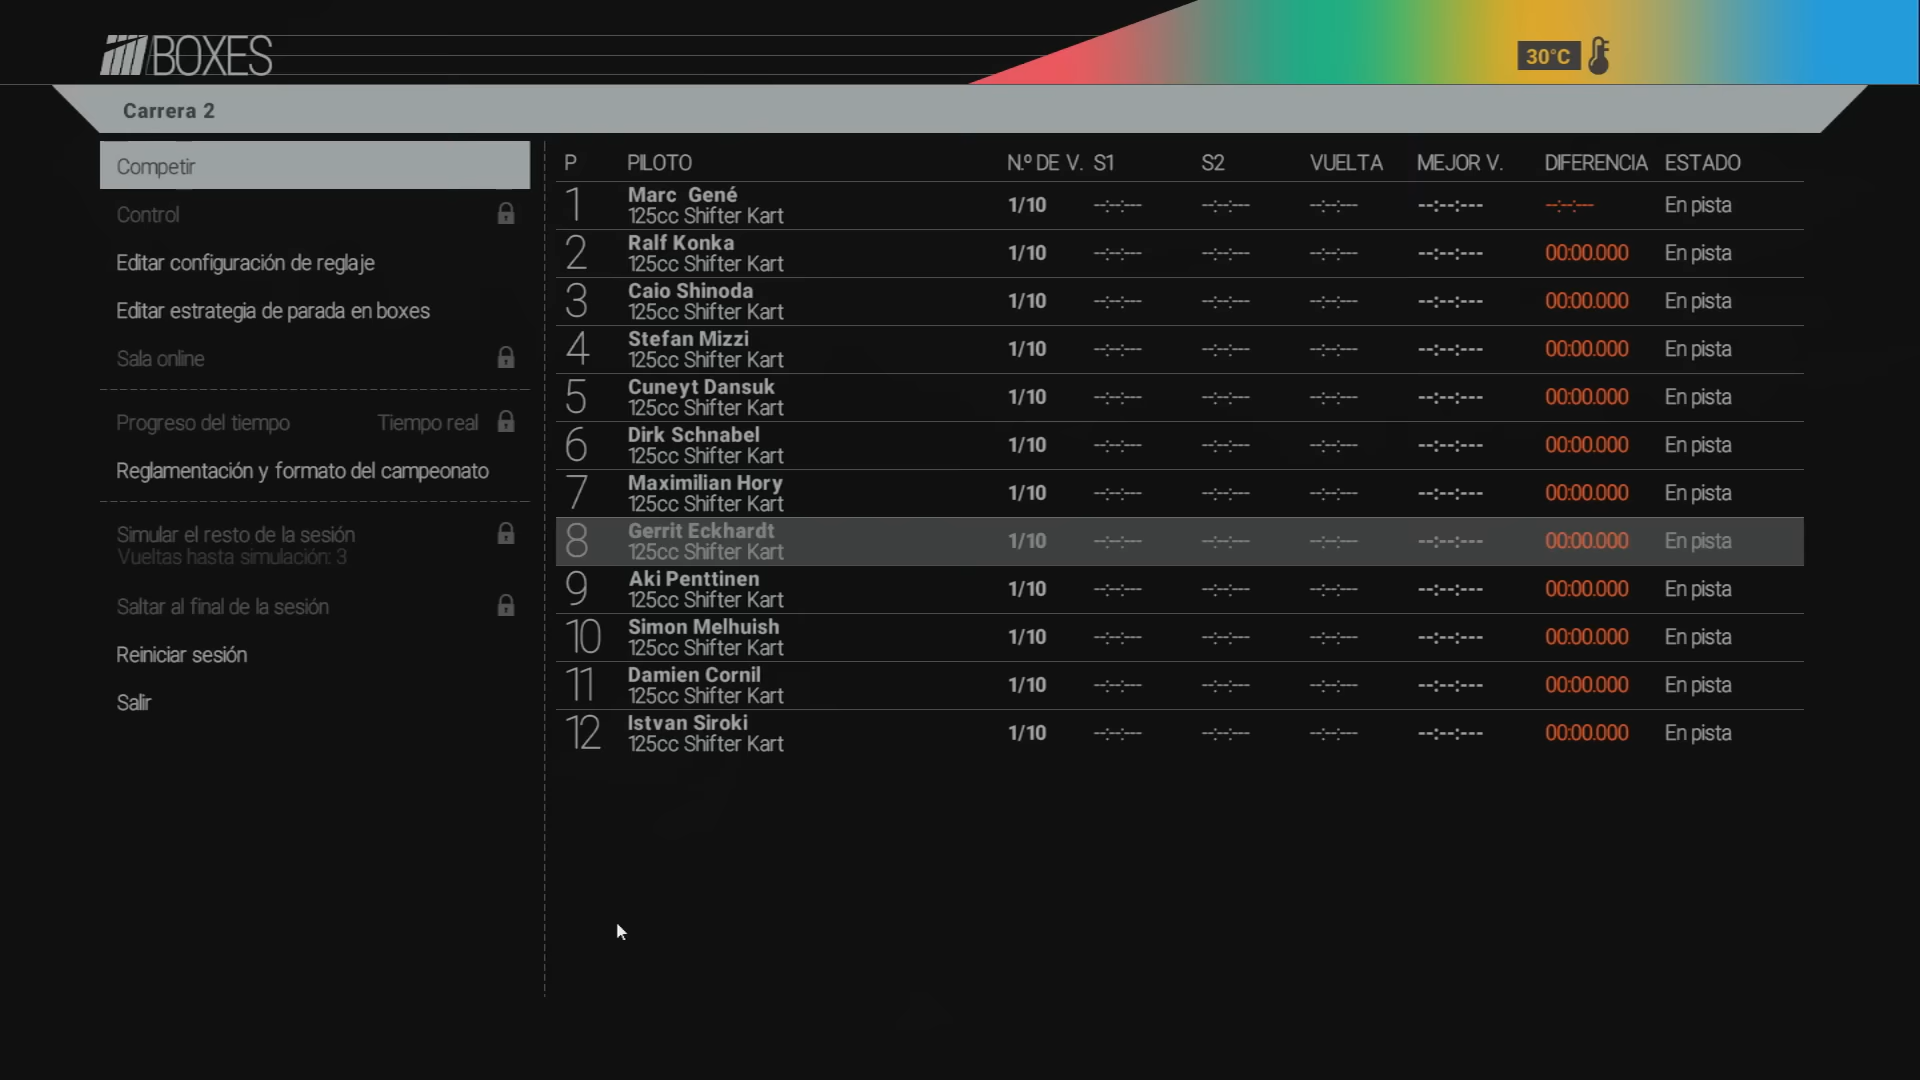 BOXES
30°C
Carrera 2
Competir
Control
Editar configuración de reglaje
Editar estrategia de parada en boxes
Sala online
Progreso del tiempo Tiempo real
Reglamentación y formato del campeonato
Simular el resto de la sesión
Vueltas hasta simulación: 3
Saltar al final de la sesión
Reiniciar sesión
Salir
P PILOTO N.º DE V. S1 S2 VUELTA MEJOR V. DIFERENCIA ESTADO
1 Marc Gené 1/10 --:--:--- --:--:--- --:--:--- --:--:--- --:--:--- En pista
125cc Shifter Kart
2 Ralf Konka 1/10 --:--:--- --:--:--- --:--:--- --:--:--- 00:00.000 En pista
125cc Shifter Kart
3 Caio Shinoda 1/10 --:--:--- --:--:--- --:--:--- --:--:--- 00:00.000 En pista
125cc Shifter Kart
4 Stefan Mizzi 1/10 --:--:--- --:--:--- --:--:--- --:--:--- 00:00.000 En pista
125cc Shifter Kart
5 Cuneyt Dansuk 1/10 --:--:--- --:--:--- --:--:--- --:--:--- 00:00.000 En pista
125cc Shifter Kart
6 Dirk Schnabel 1/10 --:--:--- --:--:--- --:--:--- --:--:--- 00:00.000 En pista
125cc Shifter Kart
7 Maximilian Hory 1/10 --:--:--- --:--:--- --:--:--- --:--:--- 00:00.000 En pista
125cc Shifter Kart
8 Gerrit Eckhardt 1/10 --:--:--- --:--:--- --:--:--- --:--:--- 00:00.000 En pista
125cc Shifter Kart
9 Aki Penttinen 1/10 --:--:--- --:--:--- --:--:--- --:--:--- 00:00.000 En pista
125cc Shifter Kart
10 Simon Melhuish 1/10 --:--:--- --:--:--- --:--:--- --:--:--- 00:00.000 En pista
125cc Shifter Kart
11 Damien Cornil 1/10 --:--:--- --:--:--- --:--:--- --:--:--- 00:00.000 En pista
125cc Shifter Kart
12 Istvan Siroki 1/10 --:--:--- --:--:--- --:--:--- --:--:--- 00:00.000 En pista
125cc Shifter Kart